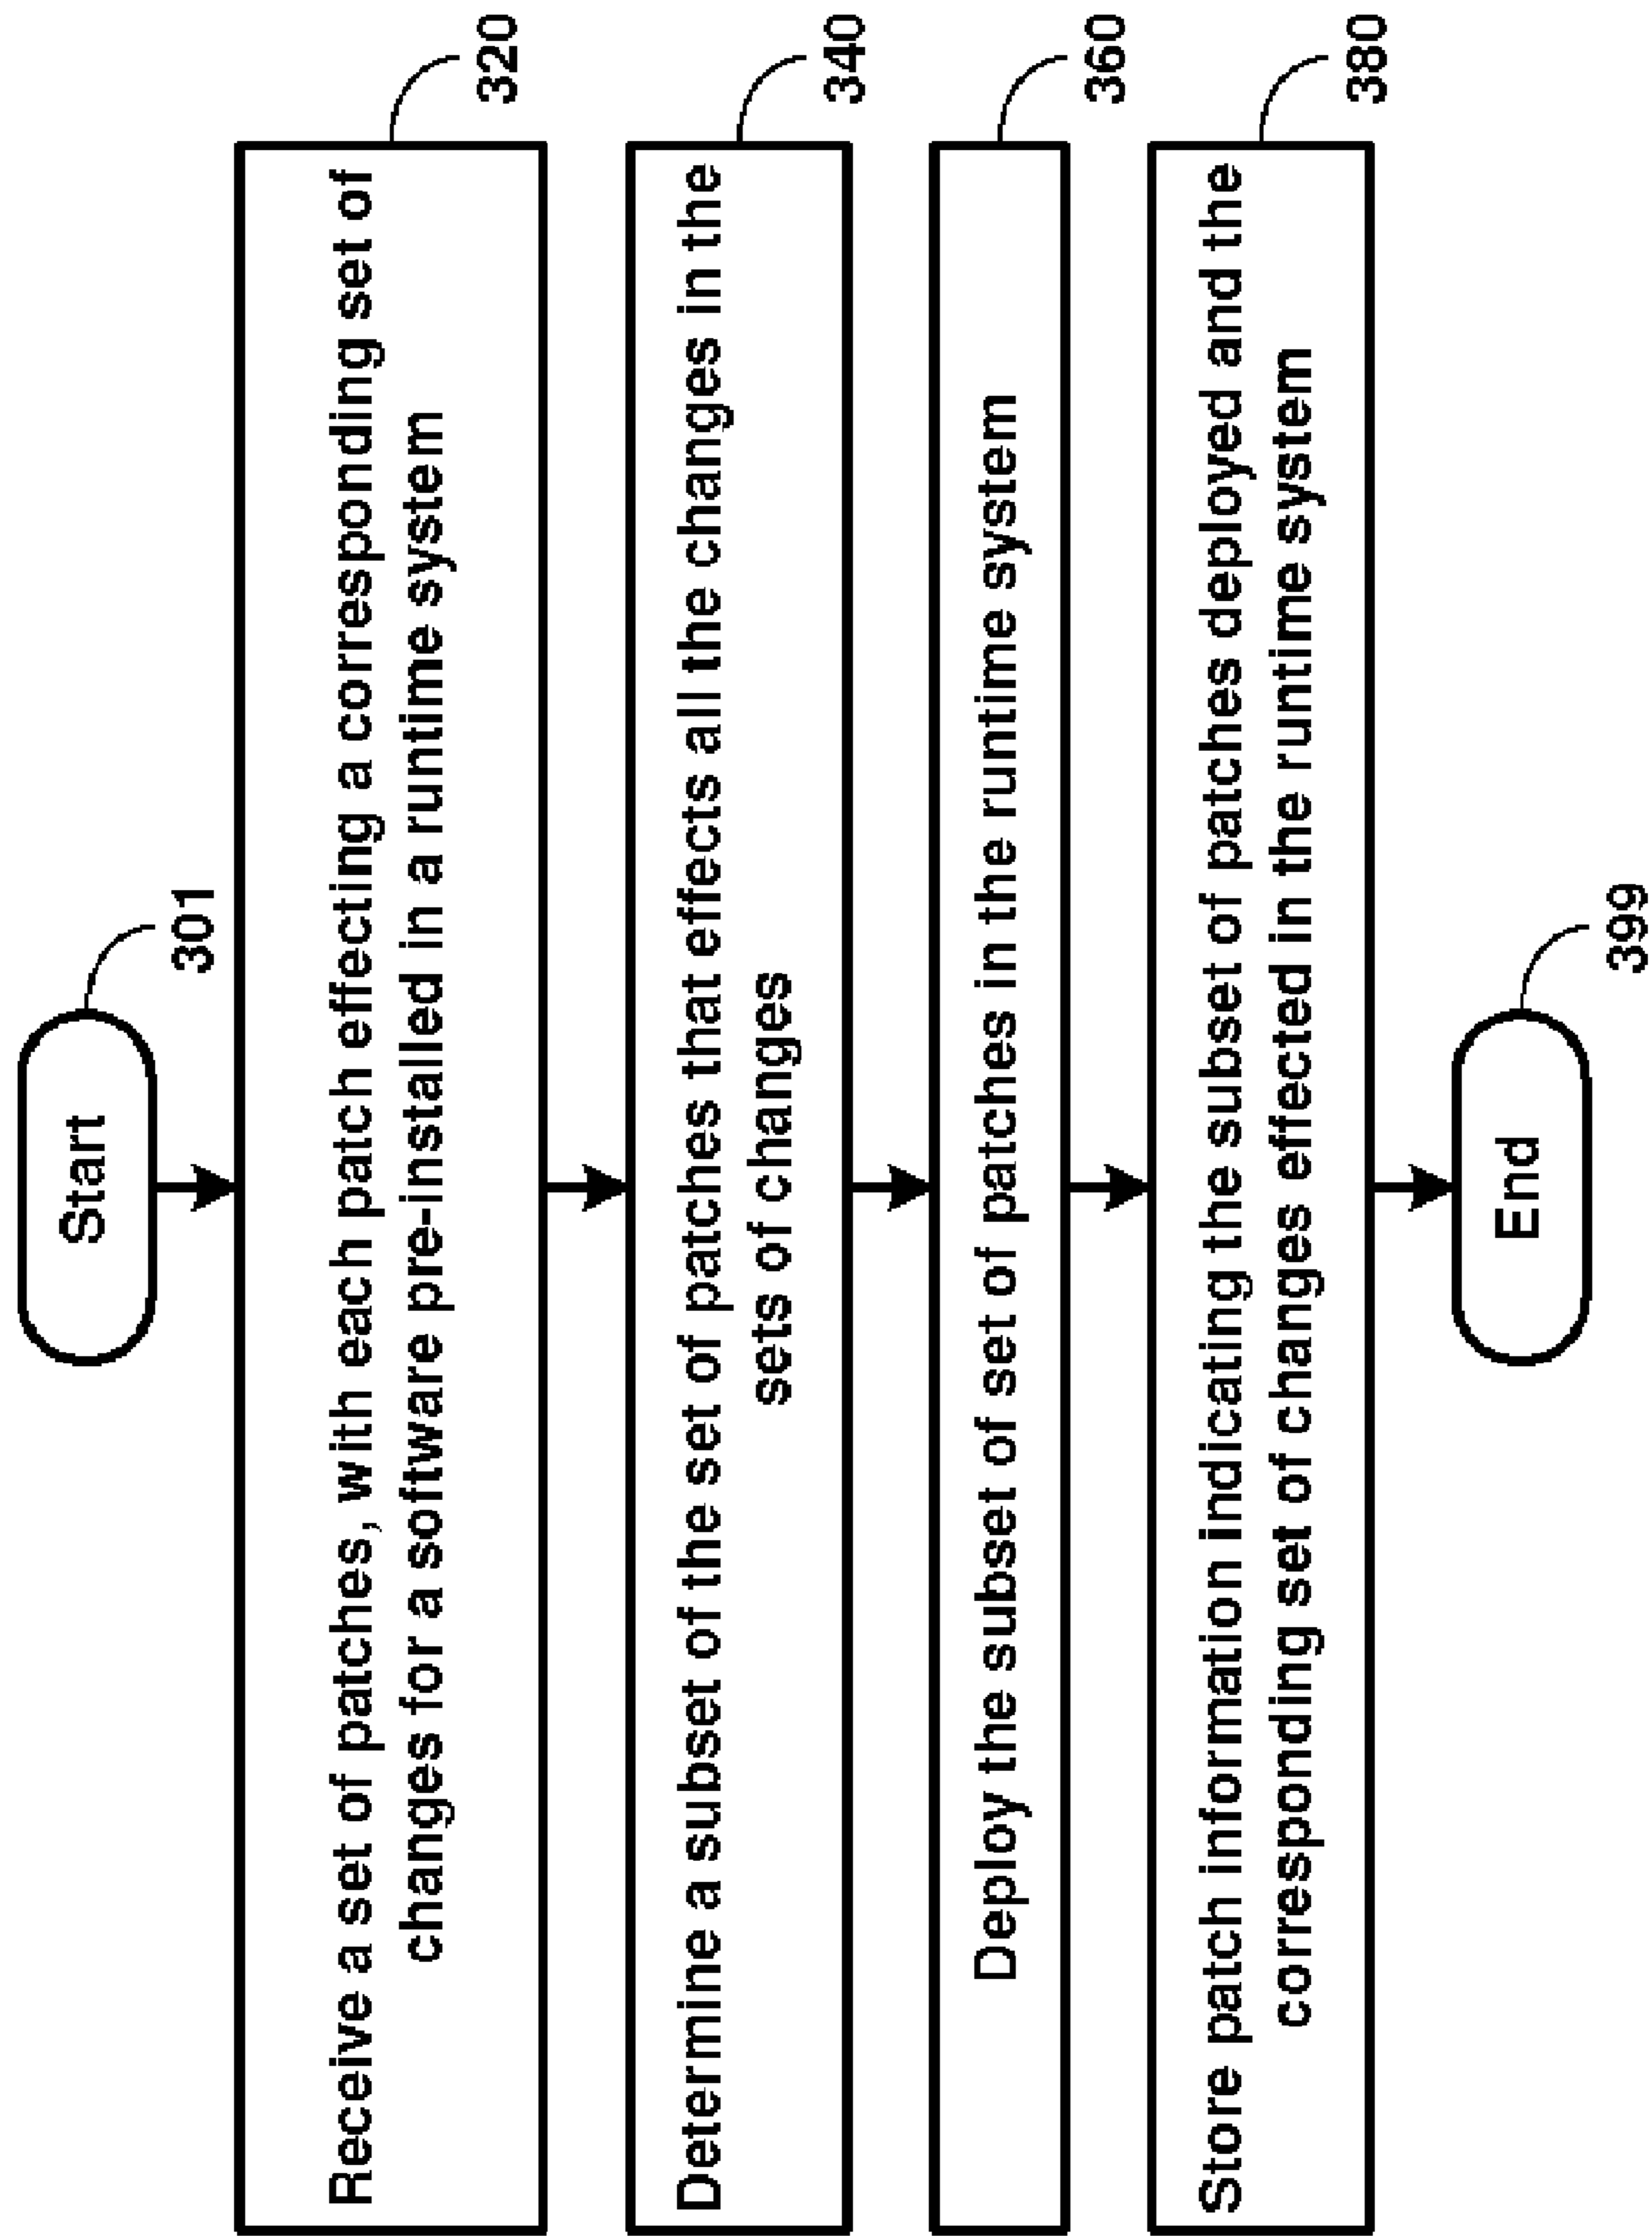 Start
301
Receive a set of patches, with each patch effecting a corresponding set of
changes for a software pre-installed in a runtime system
320
Determine a subset of the set of patches that effects all the changes in the
sets of changes
340
Deploy the subset of set of patches in the runtime system
360
Store patch information indicating the subset of patches deployed and the
corresponding set of changes effected in the runtime system
380
End
399